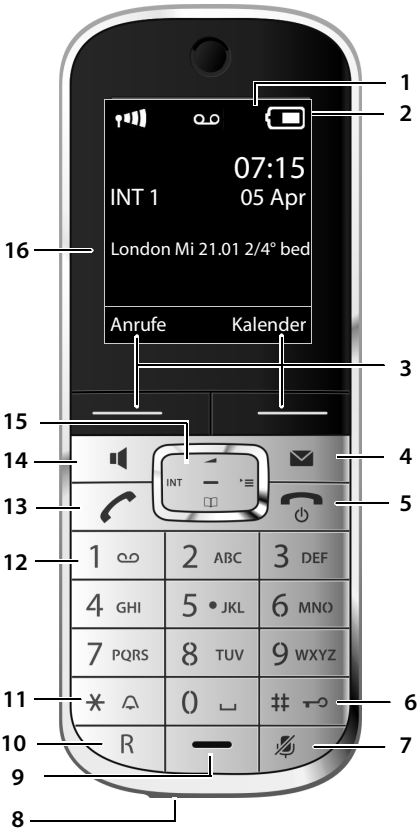 1
2
07:15
INT 1 05 Apr
16
London Mi 21.01 2/4° bed
Anrufe Kalender
3
15
14
4
INT
13
5
12
1 2 ABC 3 DEF
4 GHI 5 JKL 6 MNO
7 PQRS 8 TUV 9 WXYZ
11
* 0 #
6
10
R
7
9
8